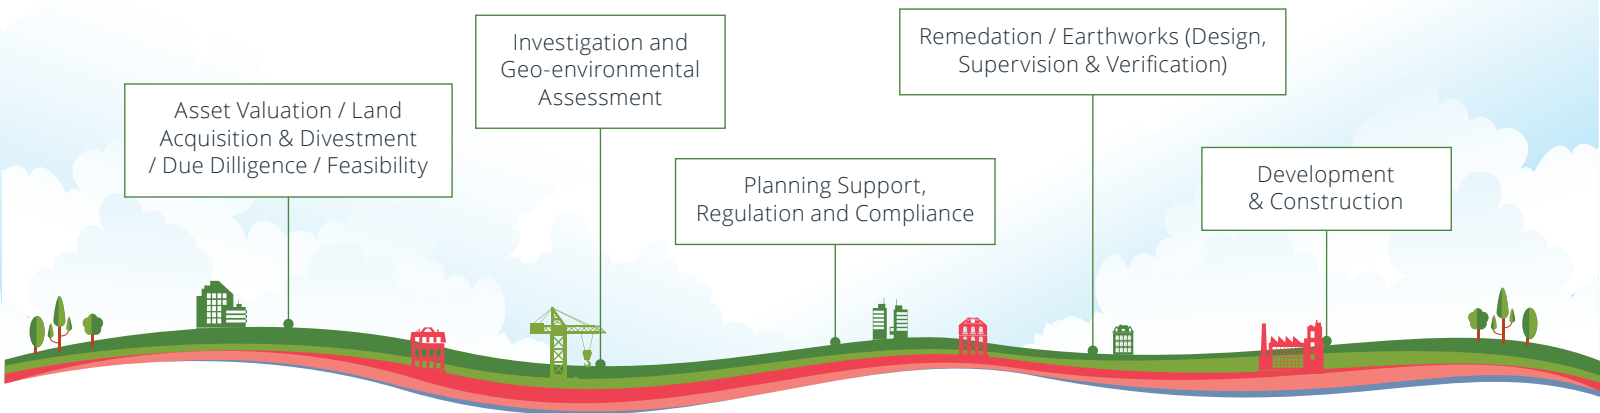 Asset Valuation / Land
Acquisition & Divestment
/ Due Dilligence / Feasibility
Investigation and
Geo-environmental
Assessment
Planning Support,
Regulation and Compliance
Remedation / Earthworks (Design,
Supervision & Verification)
Development
& Construction